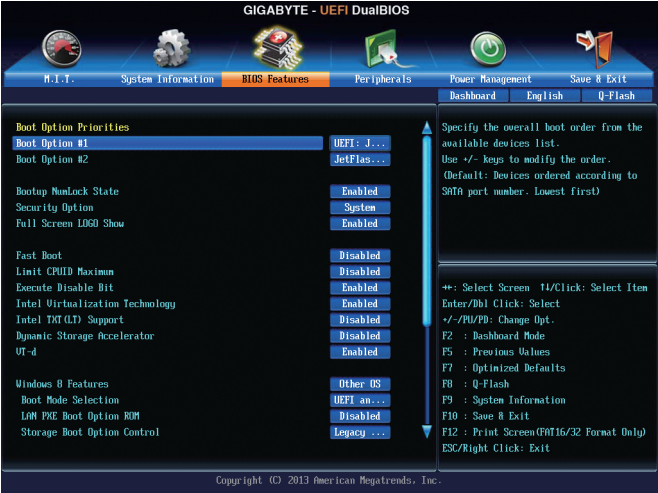 GIGABYTE - UEFI DualBIOS
M.I.T. System Information BIOS Features Peripherals Power Management Save & Exit
Dashboard English Q-Flash
Boot Option Priorities
Boot Option #1 UEFI: J...
Boot Option #2 JetFlas...
Bootup NumLock State Enabled
Security Option System
Full Screen LOGO Show Enabled
Fast Boot Disabled
Limit CPUID Maximum Disabled
Execute Disable Bit Enabled
Intel Virtualization Technology Enabled
Intel TXT(LT) Support Disabled
Dynamic Storage Accelerator Disabled
VT-d Enabled
Windows 8 Features Other OS
Boot Mode Selection UEFI an...
LAN PXE Boot Option ROM Disabled
Storage Boot Option Control Legacy ...
Specify the overall boot order from the
available devices list.
Use +/- keys to modify the order.
(Default: Devices ordered according to
SATA port number. Lowest first)
→←: Select Screen ↑↓/Click: Select Item
Enter/Dbl Click: Select
+/-/PU/PD: Change Opt.
F2 : Dashboard Mode
F5 : Previous Values
F7 : Optimized Defaults
F8 : Q-Flash
F9 : System Information
F10 : Save & Exit
F12 : Print Screen(FAT16/32 Format Only)
ESC/Right Click: Exit
Copyright (C) 2013 American Megatrends, Inc.